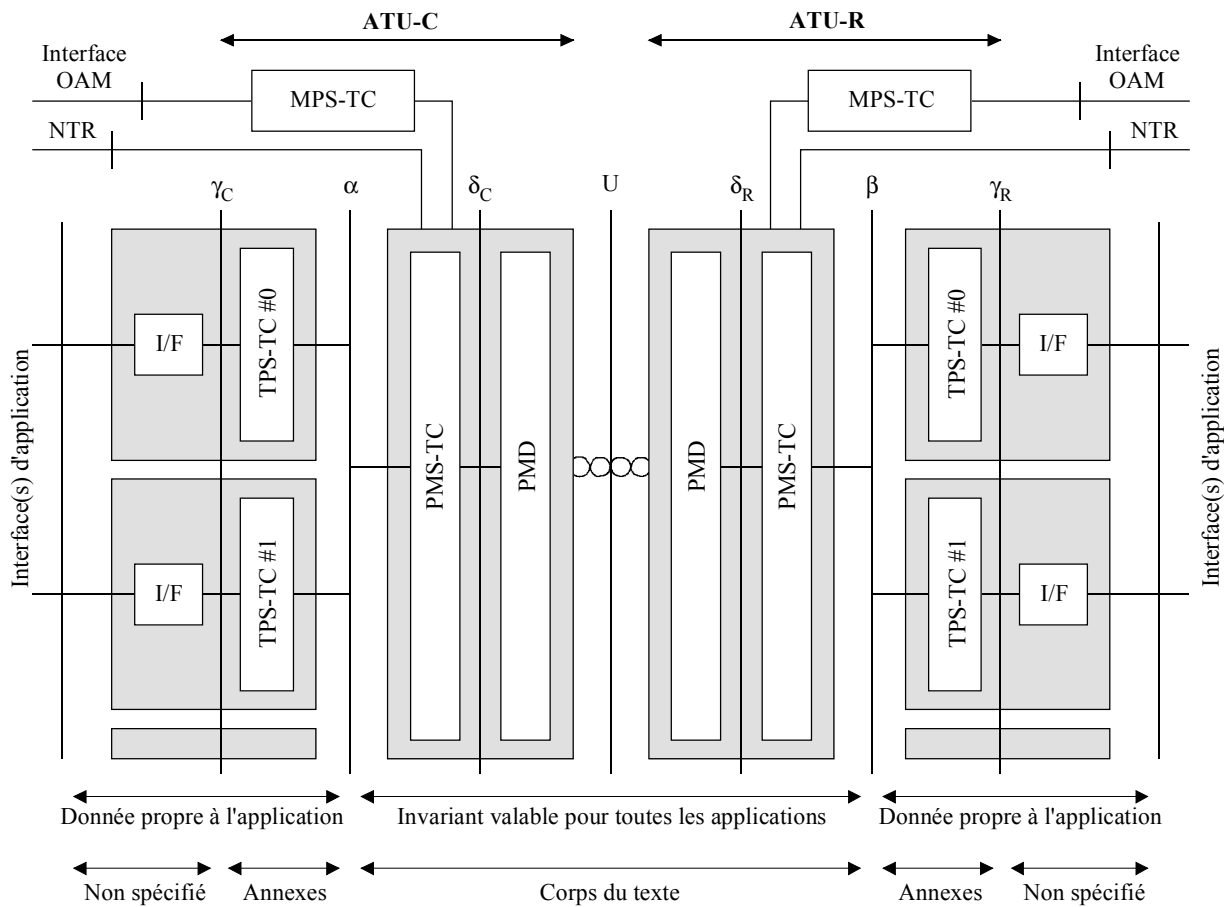 ATU-C
ATU-R
Interface
OAM
MPS-TC
MPS-TC
Interface
OAM
NTR
NTR
γC
α
δC
U
δR
β
γR
Interface(s) d'application
I/F
TPS-TC #0
I/F
TPS-TC #1
PMS-TC
PMD
PMD
PMS-TC
TPS-TC #0
I/F
TPS-TC #1
I/F
Interface(s) d'application
Donnée propre à l'application
Invariant valable pour toutes les applications
Donnée propre à l'application
Non spécifié
Annexes
Corps du texte
Annexes
Non spécifié